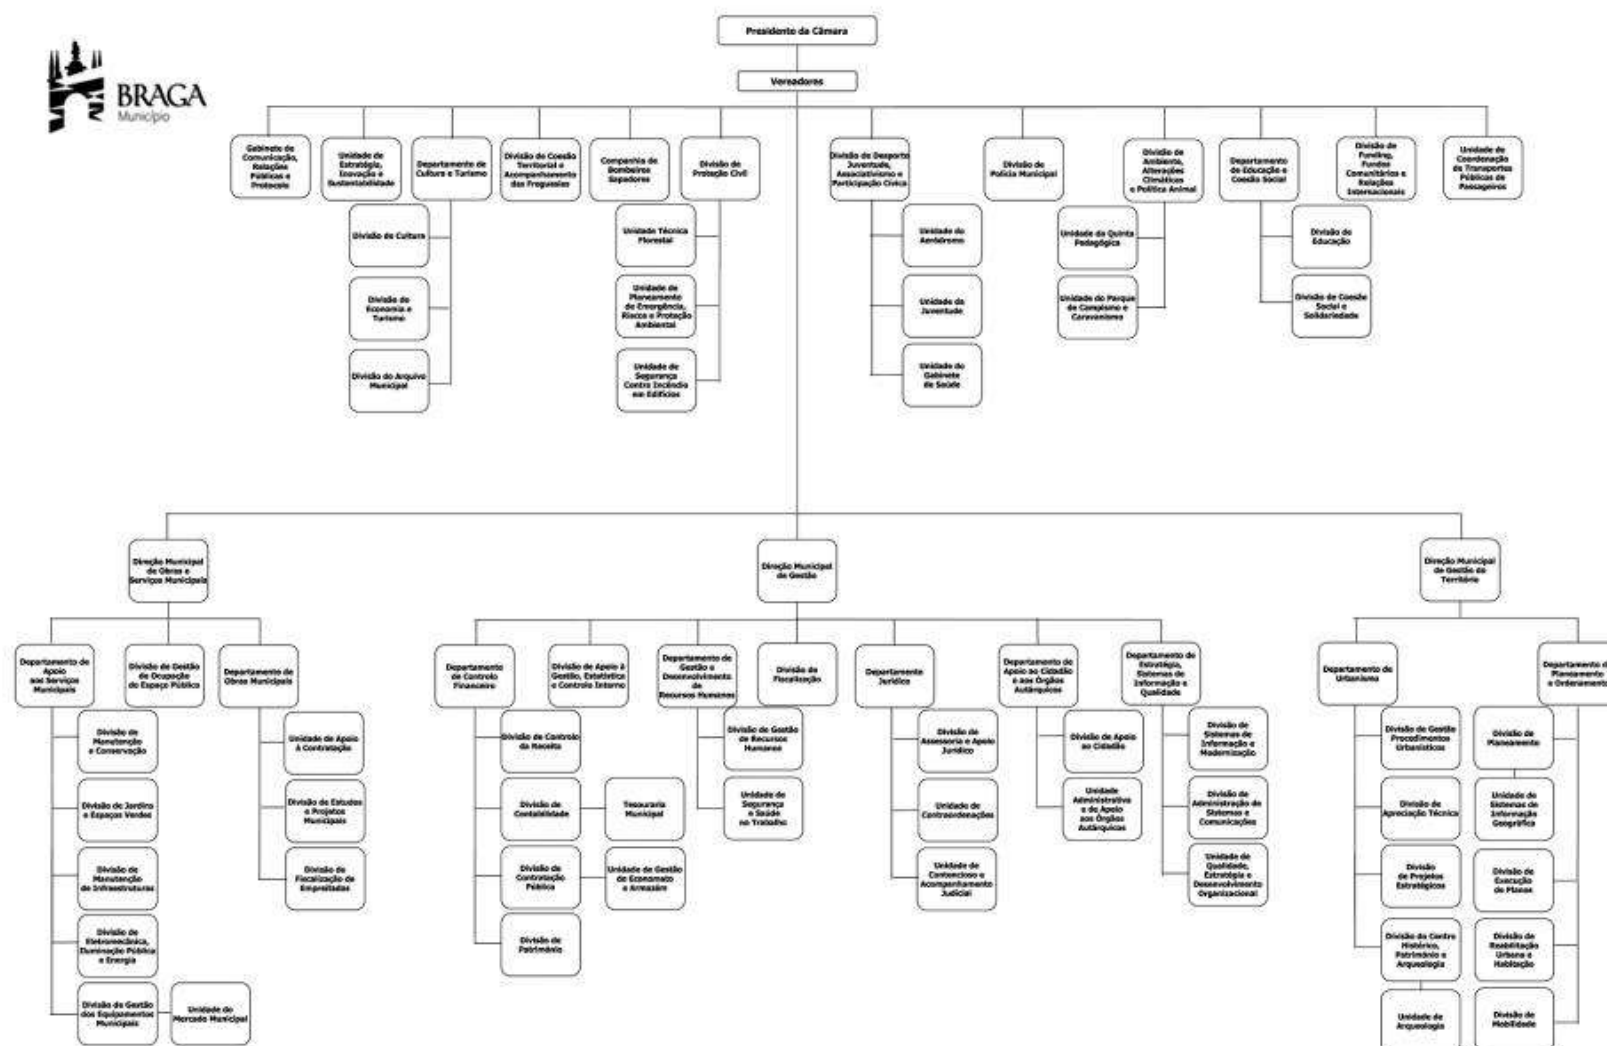 BRAGA
Município
Presidente da Câmara
Vereadores
Gabinete de
Comunicação,
Relações
Públicas e
Protocolo
Unidade de
Estratégia,
Inovação e
Sustentabilidade
Departamento de
Cultura e Turismo
Divisão de Coesão
Territorial e
Acompanhamento
das Freguesias
Companhia de
Bombeiros
Sapadores
Divisão de
Proteção Civil
Divisão de Desporto
Juventude,
Associativismo e
Participação Cívica
Divisão de
Polícia Municipal
Divisão de
Ambiente,
Alterações
Climáticas
e Política Animal
Departamento
de Educação e
Coesão Social
Divisão de
Funding,
Fundos
Comunitários e
Relações
Internacionais
Unidade de
Coordenação
de Transportes
Públicos de
Passageiros
Divisão de Cultura
Unidade Técnica
Florestal
Unidade do
Aeródromo
Unidade da Quinta
Pedagógica
Divisão de
Educação
Divisão de
Economia e
Turismo
Unidade de
Planeamento
de Emergência,
Riscos e Proteção
Ambiental
Unidade da
Juventude
Unidade do Parque
de Campismo e
Caravanismo
Divisão de Coesão
Social e
Solidariedade
Divisão do Arquivo
Municipal
Unidade de
Segurança
Contra Incêndio
em Edifícios
Unidade do
Gabinete
de Saúde
Direção Municipal
de Obras e
Serviços Municipais
Direção Municipal
de Gestão
Direção Municipal
de Gestão do
Território
Departamento de
Apoio
aos Serviços
Municipais
Divisão de Gestão
de Ocupação
do Espaço Público
Departamento de
Obras Municipais
Departamento
de Controlo
Financeiro
Divisão de Apoio à
Gestão, Estatística
e Controlo Interno
Departamento de
Gestão e
Desenvolvimento
de
Recursos Humanos
Divisão de
Fiscalização
Departamento
Jurídico
Departamento de
Apoio ao Cidadão
e aos Órgãos
Autárquicos
Departamento de
Estratégia,
Sistemas
de Informação e
Qualidade
Departamento de
Urbanismo
Departamento de
Planeamento
e Ordenamento
Divisão de
Manutenção
e Conservação
Unidade de Apoio
à Contratação
Divisão de Controlo
da Receita
Divisão de Gestão
de Recursos
Humanos
Divisão de
Assessoria e Apoio
Jurídico
Divisão de Apoio
ao Cidadão
Divisão de
Sistemas de
Informação e
Modernização
Divisão de Gestão
Procedimentos
Urbanísticos
Divisão de
Planeamento
Divisão de Jardins
e Espaços Verdes
Divisão de Estudos
e Projetos
Municipais
Divisão de
Contabilidade
Tesouraria
Municipal
Unidade de
Segurança
e Saúde
no Trabalho
Unidade de
Contraordenações
Unidade
Administrativa
e de Apoio
aos Órgãos
Autárquicos
Divisão de
Administração de
Sistemas e
Comunicações
Divisão de
Apreciação Técnica
Unidade de
Sistemas de
Informação
Geográfica
Divisão de
Manutenção
de Infraestruturas
Divisão de
Fiscalização de
Empreitadas
Divisão de
Contratação
Pública
Unidade de Gestão
de Economato
e Armazém
Unidade de
Contencioso e
Acompanhamento
Judicial
Unidade de
Qualidade,
Estratégia e
Desenvolvimento
Organizacional
Divisão
de Projetos
Estratégicos
Divisão de
Execução
de Planos
Divisão de
Eletromecânica,
Iluminação Pública
e Energia
Divisão de
Património
Divisão do Centro
Histórico,
Património e
Arqueologia
Divisão de
Reabilitação
Urbana e
Habitação
Divisão de Gestão
dos Equipamentos
Municipais
Unidade do
Mercado Municipal
Unidade de
Arqueologia
Divisão de
Mobilidade